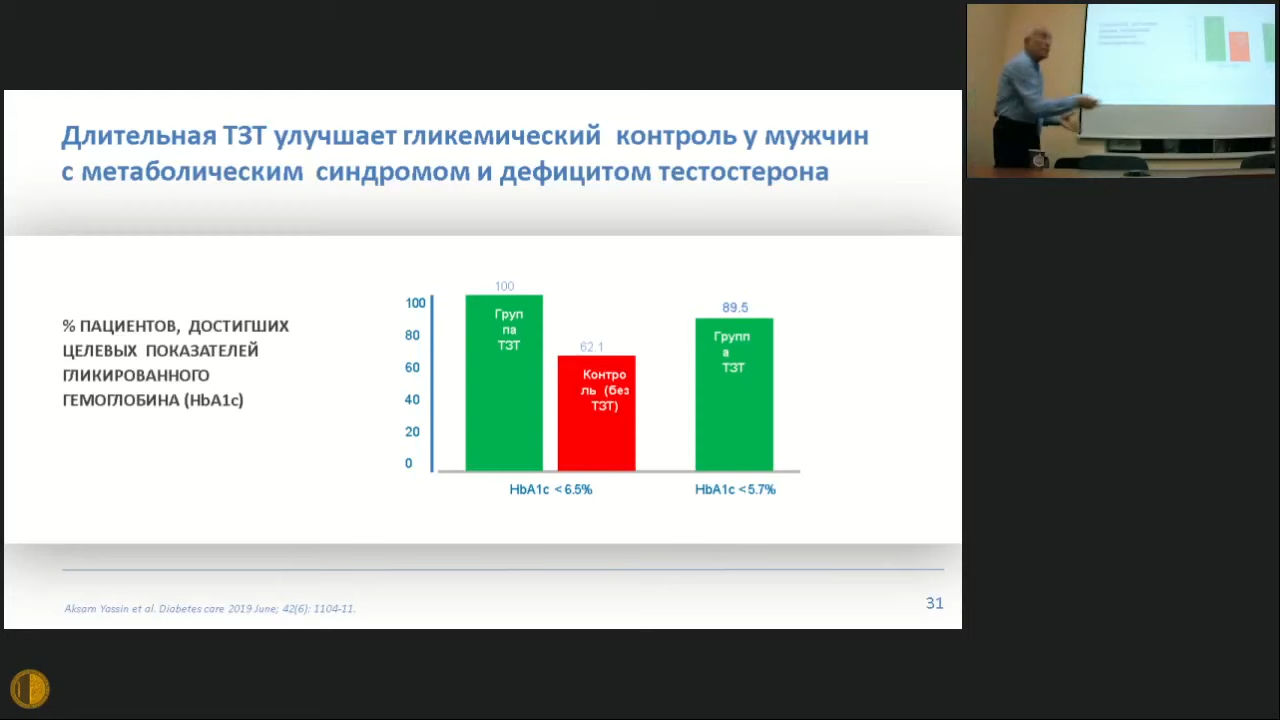 Длительная ТЗТ улучшает гликемический контроль у мужчин
с метаболическим синдромом и дефицитом тестостерона
% ПАЦИЕНТОВ, ДОСТИГШИХ
ЦЕЛЕВЫХ ПОКАЗАТЕЛЕЙ
ГЛИКИРОВАННОГО
ГЕМОГЛОБИНА (HbA1c)
100
80
60
40
20
0
100
Груп
па
ТЗТ
62.1
Контро
ль (без
ТЗТ)
89.5
Групп
а
ТЗТ
HbA1c <6.5%
HbA1c <5.7%
Aksam Yassin et al. Diabetes care 2019 June; 42(6): 1104-11.
31